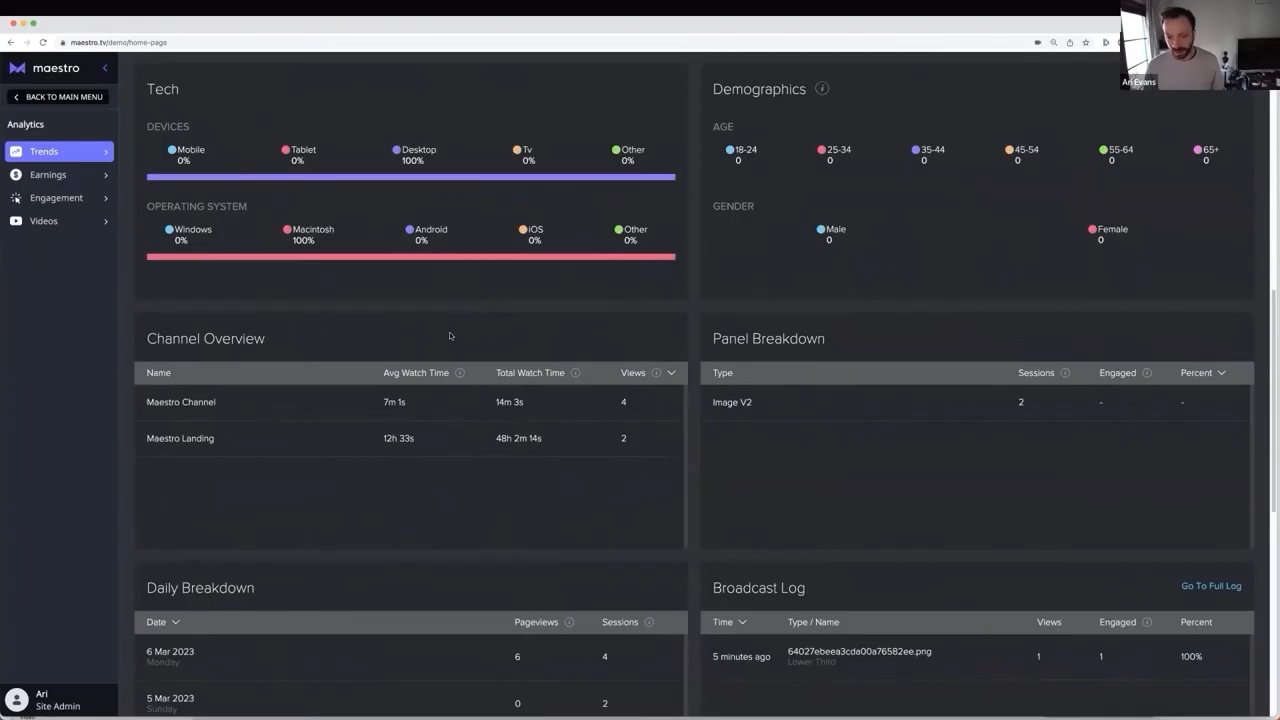 maestro.tv/demo/home-page
Ari Evans
maestro
BACK TO MAIN MENU
Analytics
Trends
Earnings
Engagement
Videos
Tech
DEVICES
Mobile Tablet Desktop Tv Other
0% 0% 100% 0% 0%
OPERATING SYSTEM
Windows Macintosh Android iOS Other
0% 100% 0% 0% 0%
Demographics
AGE
18-24 25-34 35-44 45-54 55-64 65+
0 0 0 0 0 0
GENDER
Male Female
0 0
Channel Overview
Name Avg Watch Time Total Watch Time Views
Maestro Channel 7m 1s 14m 3s 4
Maestro Landing 12h 33s 48h 2m 14s 2
Panel Breakdown
Type Sessions Engaged Percent
Image V2 2 - -
Daily Breakdown
Date Pageviews Sessions
6 Mar 2023 6 4
Monday
5 Mar 2023 0 2
Sunday
Broadcast Log Go To Full Log
Time Type / Name Views Engaged Percent
5 minutes ago 64027ebeea3cda00a76582ee.png 1 1 100%
Lower Third
Ari
Site Admin